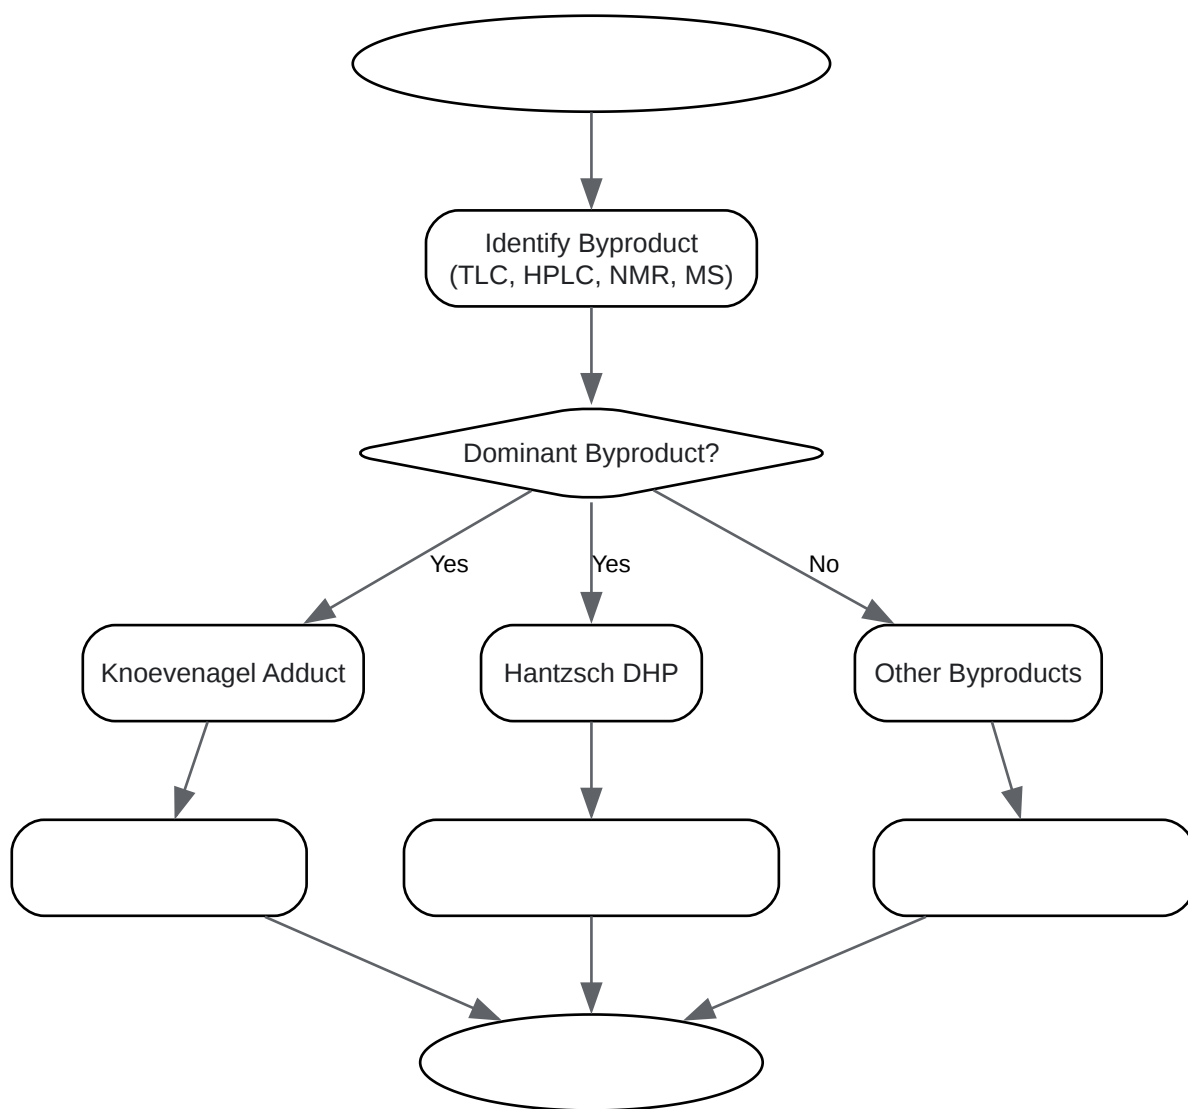 Identify Byproduct
(TLC, HPLC, NMR, MS)
Dominant Byproduct?
Yes
Yes
No
Knoevenagel Adduct
Hantzsch DHP
Other Byproducts